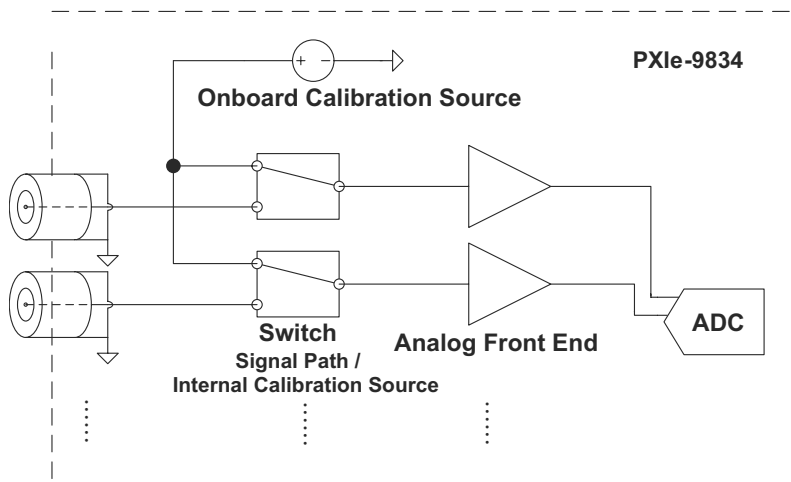 PXIe-9834
Onboard Calibration Source
Switch
Signal Path /
Internal Calibration Source
Analog Front End
ADC